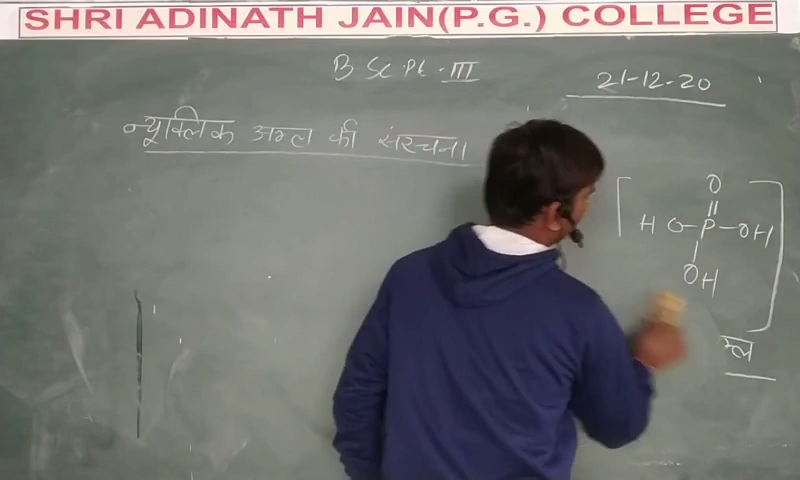 SHRI ADINATH JAIN(P.G.) COLLEGE
B Sc Pt. III
21-12-20
न्यूक्लिक अम्ल की संरचना
O
H O-P-OH
OH
म्ल